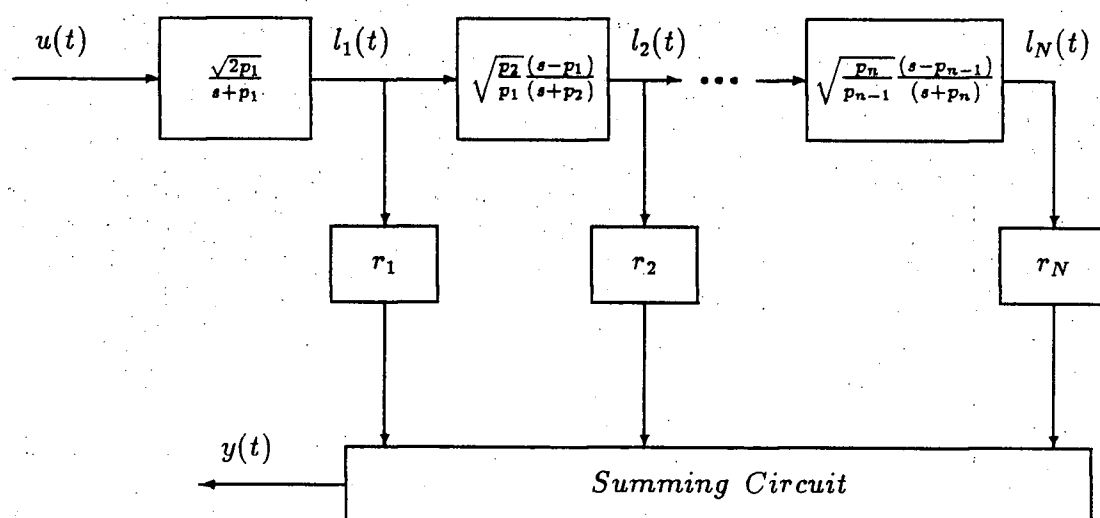 u(t)
√2p₁ / s+p₁
l₁(t)
√(p₂/p₁) (s−p₁)/(s+p₂)
l₂(t)
•••
√(pₙ/pₙ₋₁) (s−pₙ₋₁)/(s+pₙ)
l_N(t)
r₁
r₂
r_N
y(t)
Summing Circuit